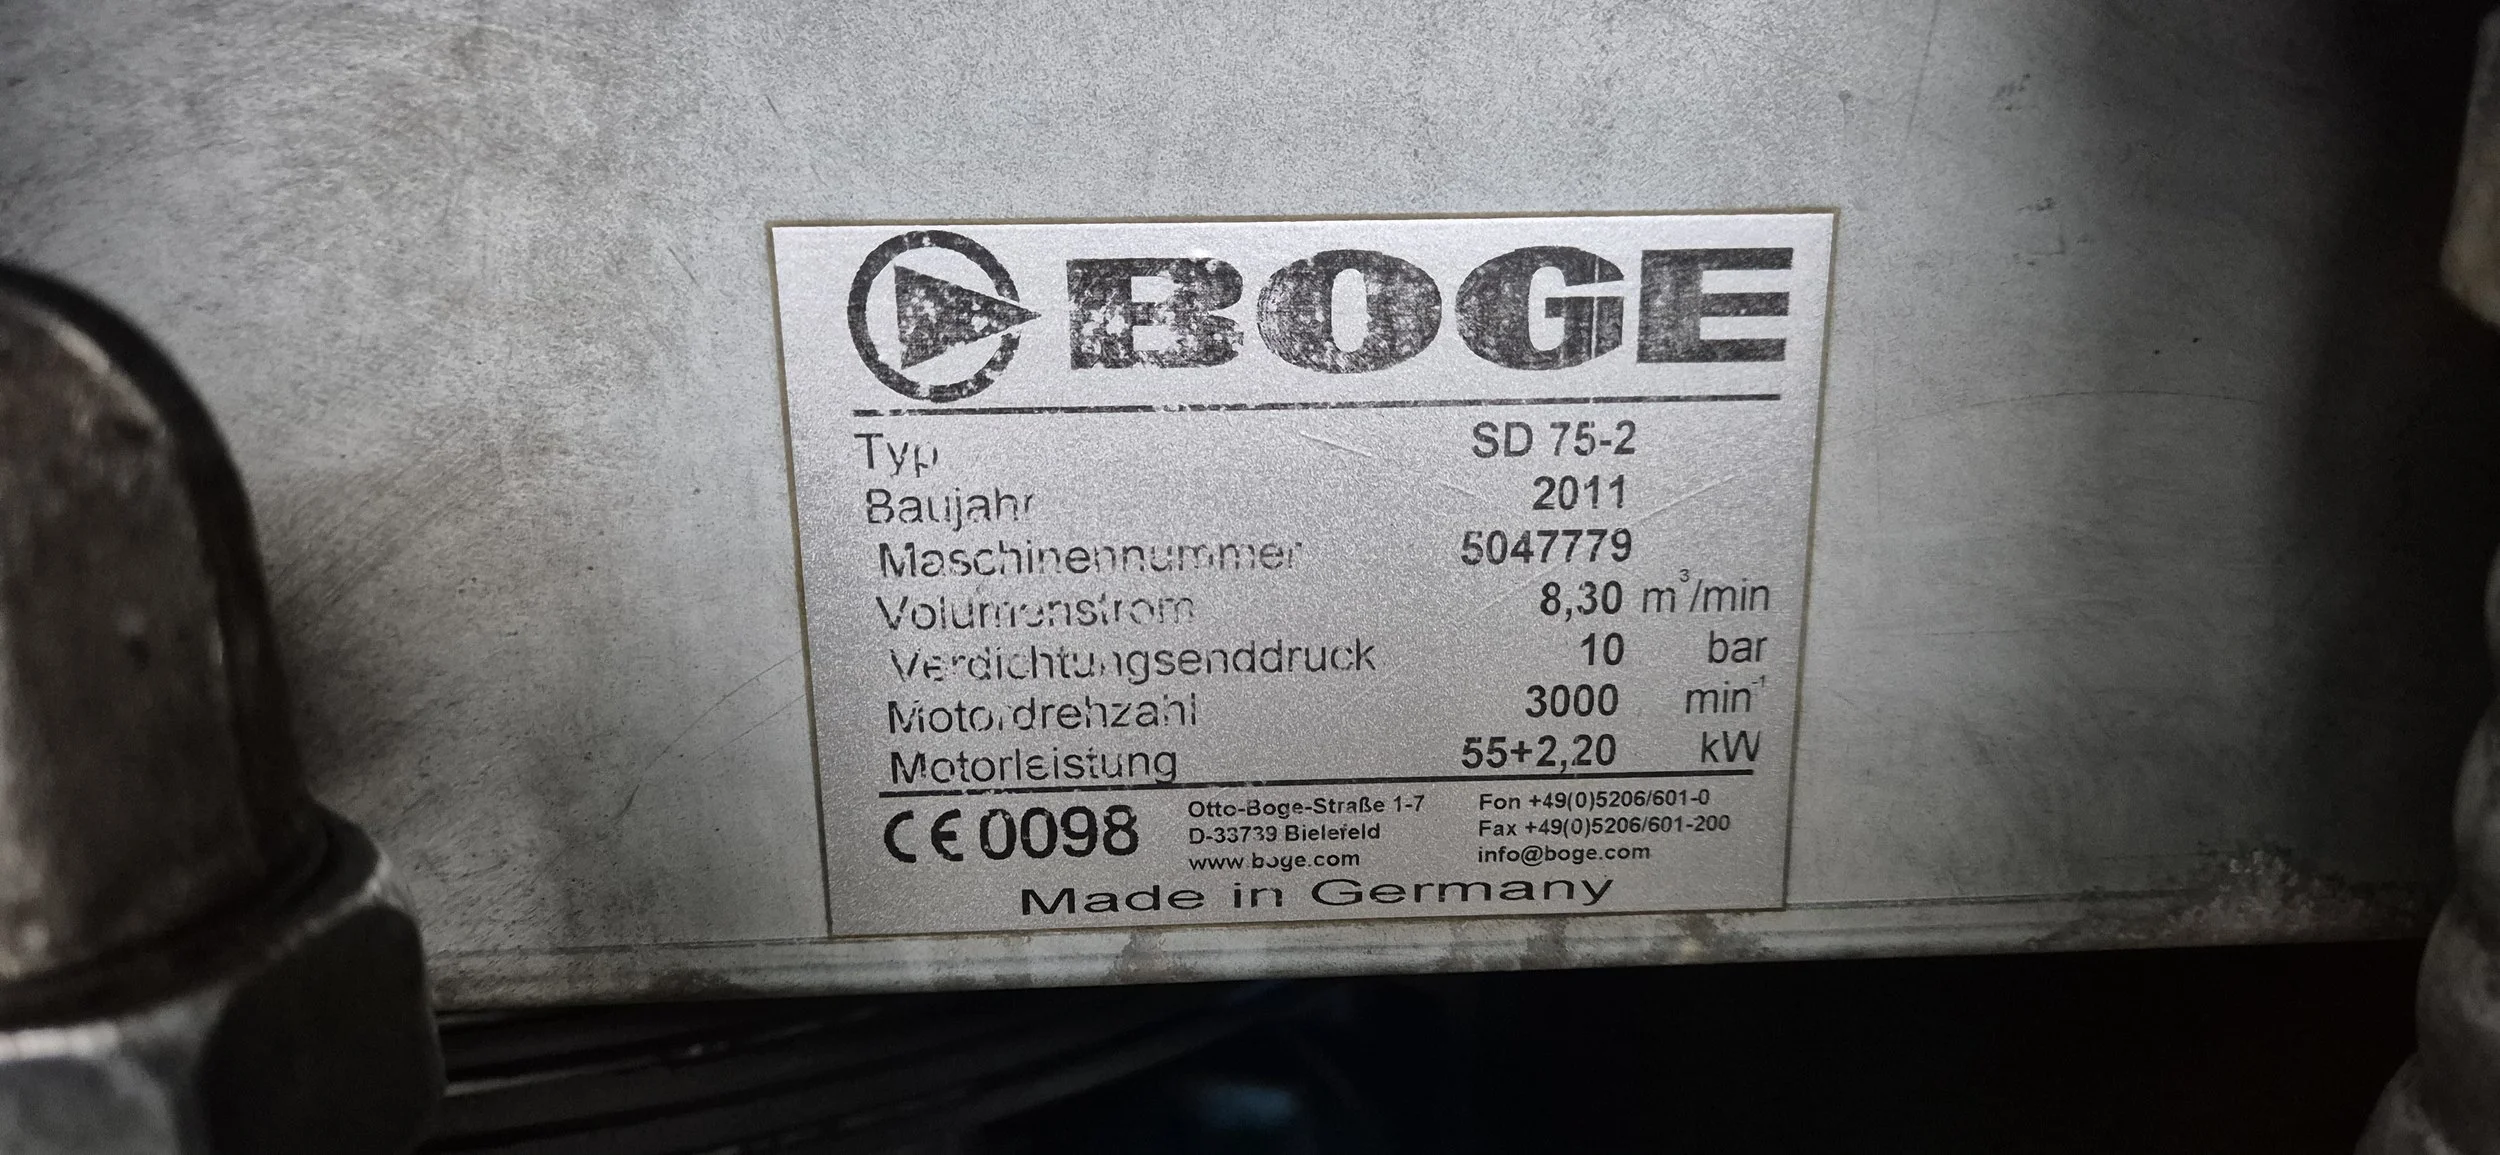 BOGE
Typ SD 75-2
Baujahr 2011
Maschinennummer 5047779
Volumenstrom 8,30 m³/min
Verdichtungsenddruck 10 bar
Motordrehzahl 3000 min⁻¹
Motorleistung 55+2,20 kW
CE 0098
Otto-Boge-Straße 1-7
D-33739 Bielefeld
www.boge.com
Fon +49(0)5206/601-0
Fax +49(0)5206/601-200
info@boge.com
Made in Germany